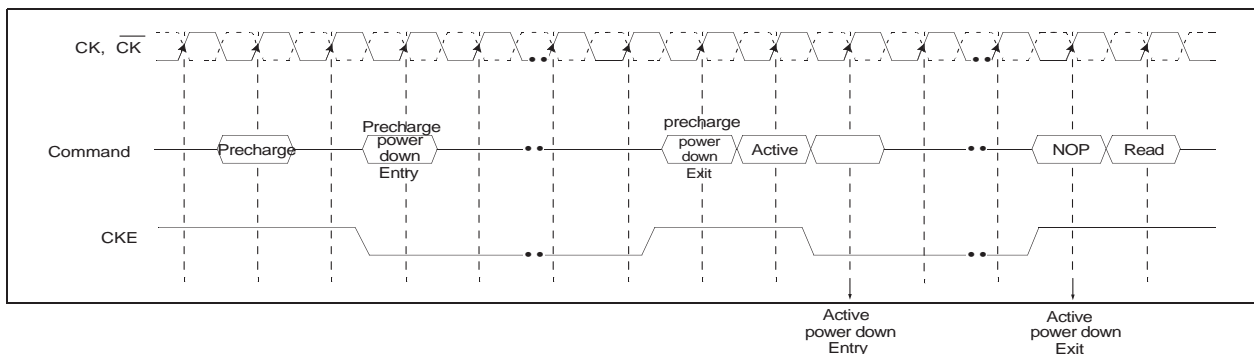 CK, CK
Command
Precharge
Precharge
power
down
Entry
precharge
power
down
Exit
Active
NOP
Read
CKE
Active
power down
Entry
Active
power down
Exit